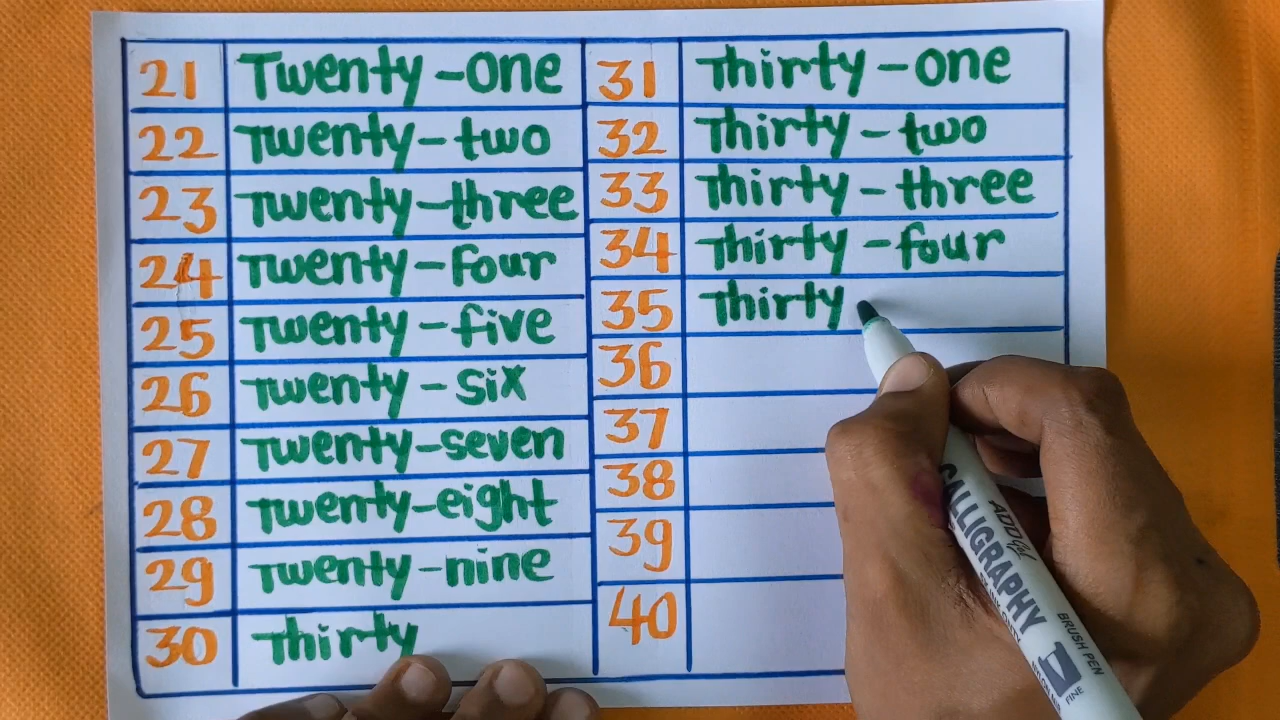 21 Twenty-one
22 Twenty-two
23 Twenty-three
24 Twenty-four
25 Twenty-five
26 Twenty-six
27 Twenty-seven
28 Twenty-eight
29 Twenty-nine
30 Thirty
31 Thirty-one
32 Thirty-two
33 Thirty-three
34 Thirty-four
35 Thirty
36
37
38
39
40
ADD Gel
CALLIGRAPHY
BRUSH PEN
FINE